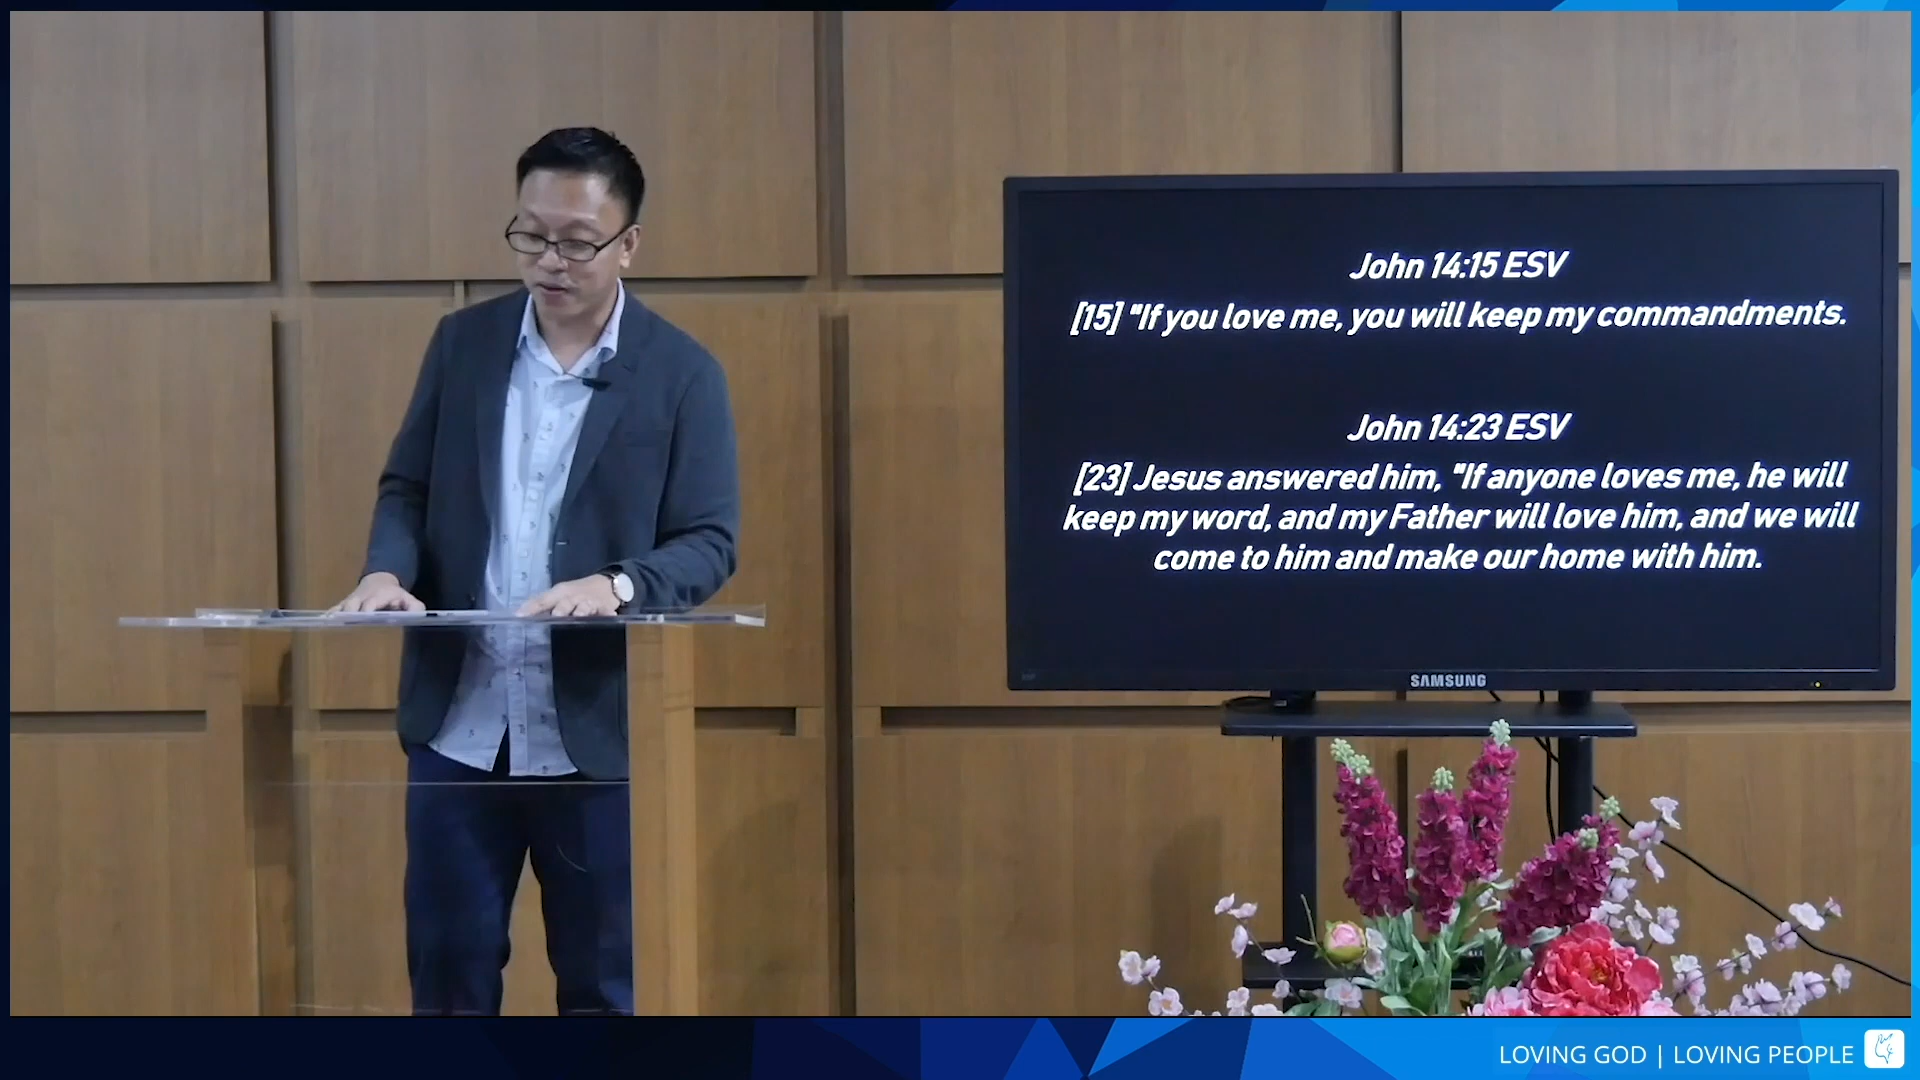 John 14:15 ESV
[15] "If you love me, you will keep my commandments.
John 14:23 ESV
[23] Jesus answered him, "If anyone loves me, he will
keep my word, and my Father will love him, and we will
come to him and make our home with him.
SAMSUNG
LOVING GOD | LOVING PEOPLE